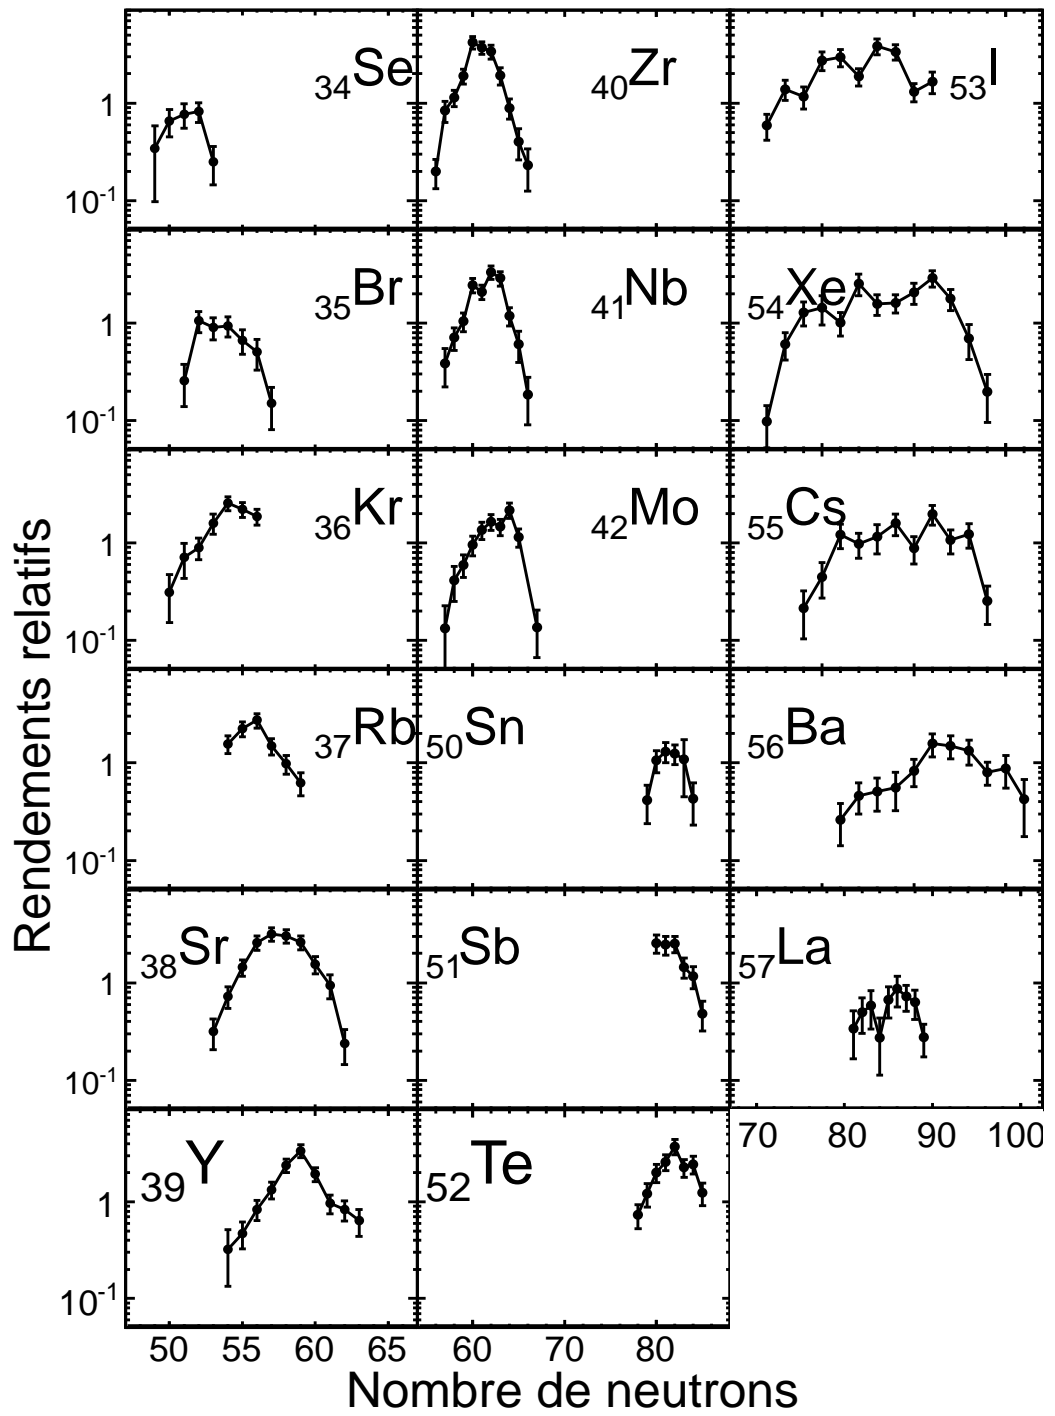 34Se
40Zr
53I
1
10-1
35Br
41Nb
54Xe
1
10-1
36Kr
42Mo
55Cs
1
10-1
37Rb
50Sn
56Ba
1
10-1
38Sr
51Sb
57La
1
10-1
70 80 90 100
39Y
52Te
1
10-1
50 55 60 65 60 70 80
Nombre de neutrons
Rendements relatifs